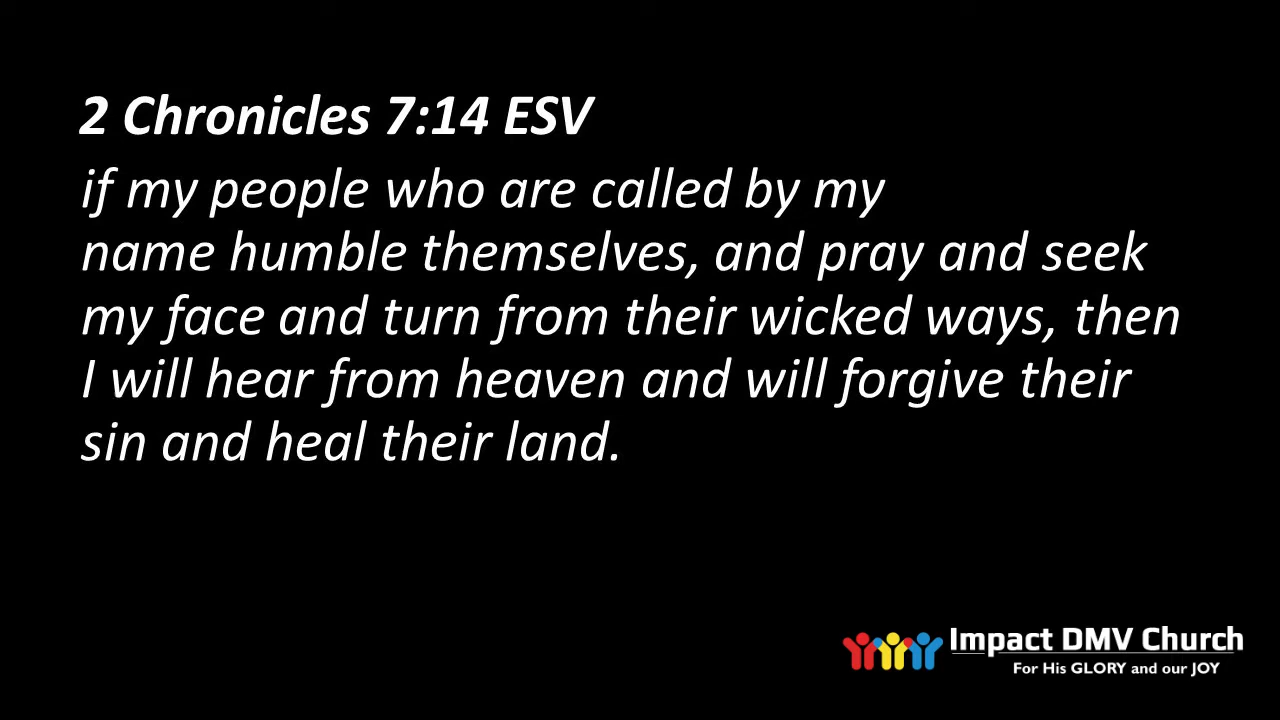 2 Chronicles 7:14 ESV
if my people who are called by my
name humble themselves, and pray and seek
my face and turn from their wicked ways, then
I will hear from heaven and will forgive their
sin and heal their land.
Impact DMV Church
For His GLORY and our JOY